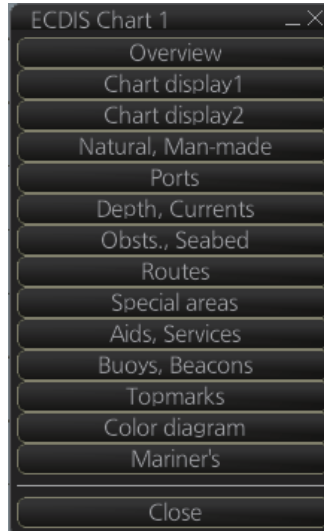 ECDIS Chart 1
Overview
Chart display1
Chart display2
Natural, Man-made
Ports
Depth, Currents
Obsts., Seabed
Routes
Special areas
Aids, Services
Buoys, Beacons
Topmarks
Color diagram
Mariner's
Close